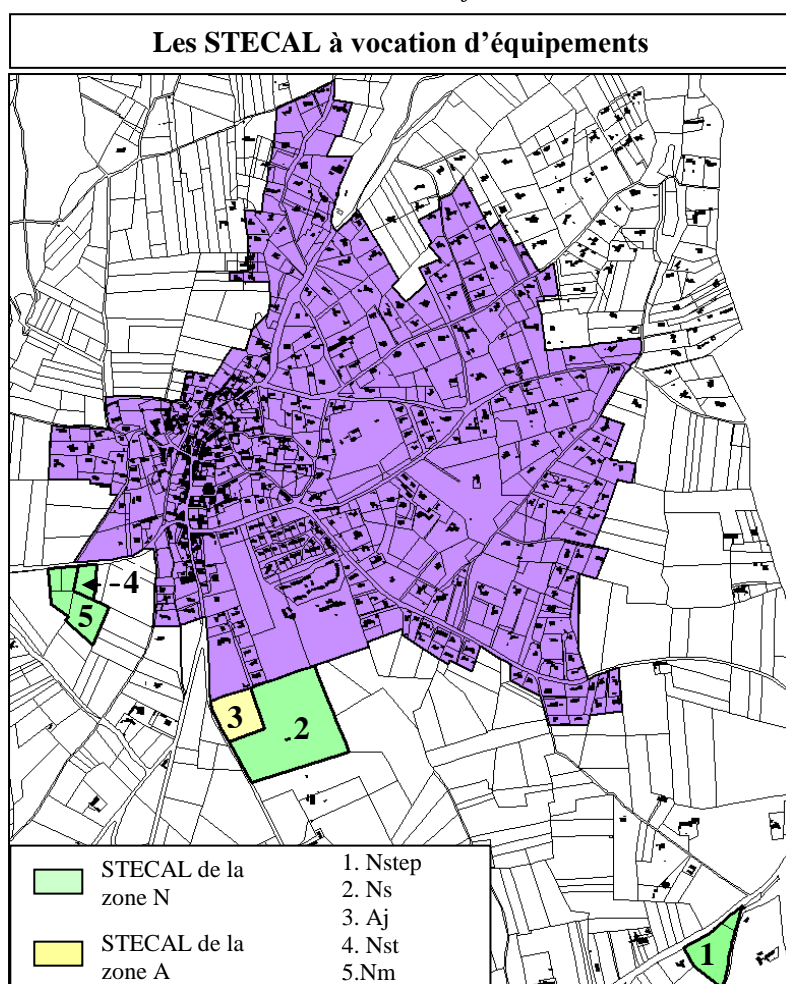 Les STECAL à vocation d’équipements
-4
5
3
-2
1
STECAL de la
zone N
STECAL de la
zone A
1. Nstep
2. Ns
3. Aj
4. Nst
5.Nm